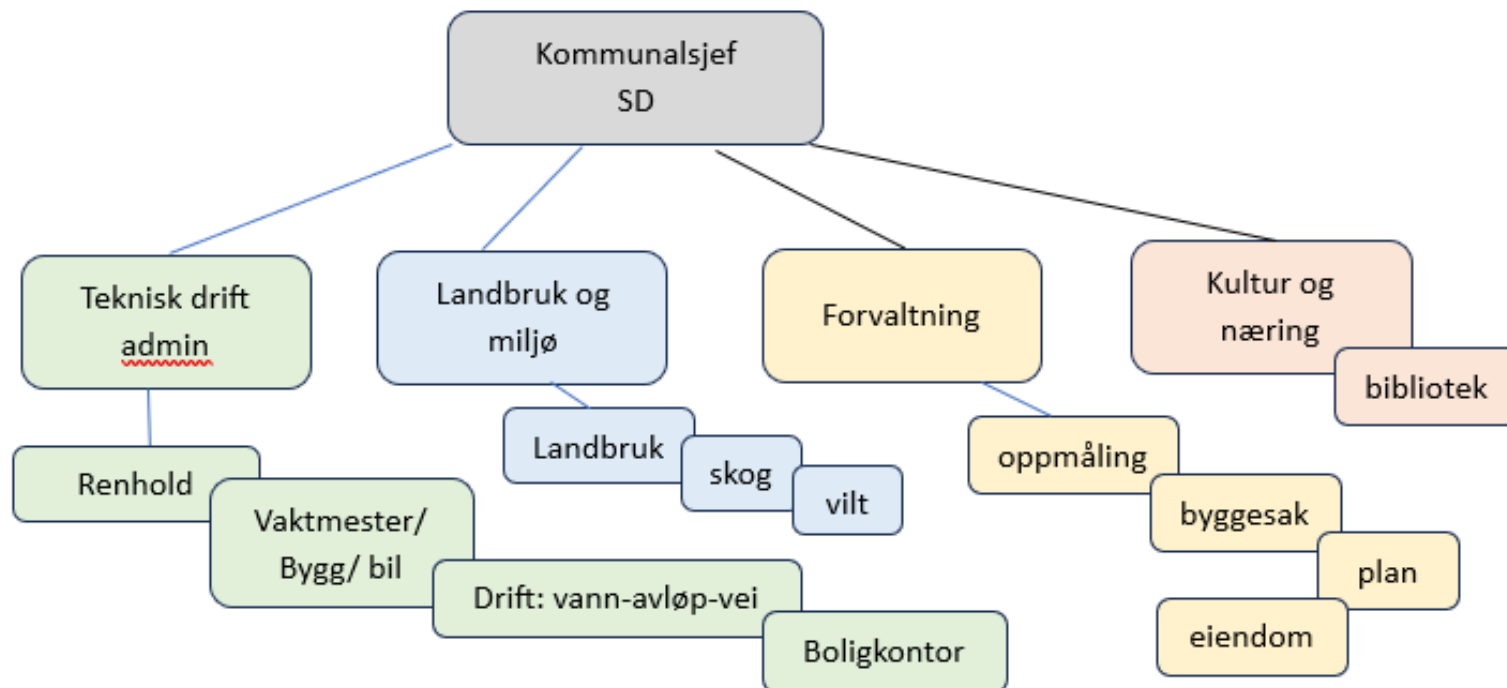 Kommunalsjef
SD
Teknisk drift
admin
Landbruk og
miljø
Forvaltning
Kultur og
næring
bibliotek
Renhold
Vaktmester/
Bygg/ bil
Drift: vann-avløp-vei
Boligkontor
Landbruk
skog
vilt
oppmåling
byggesak
plan
eiendom